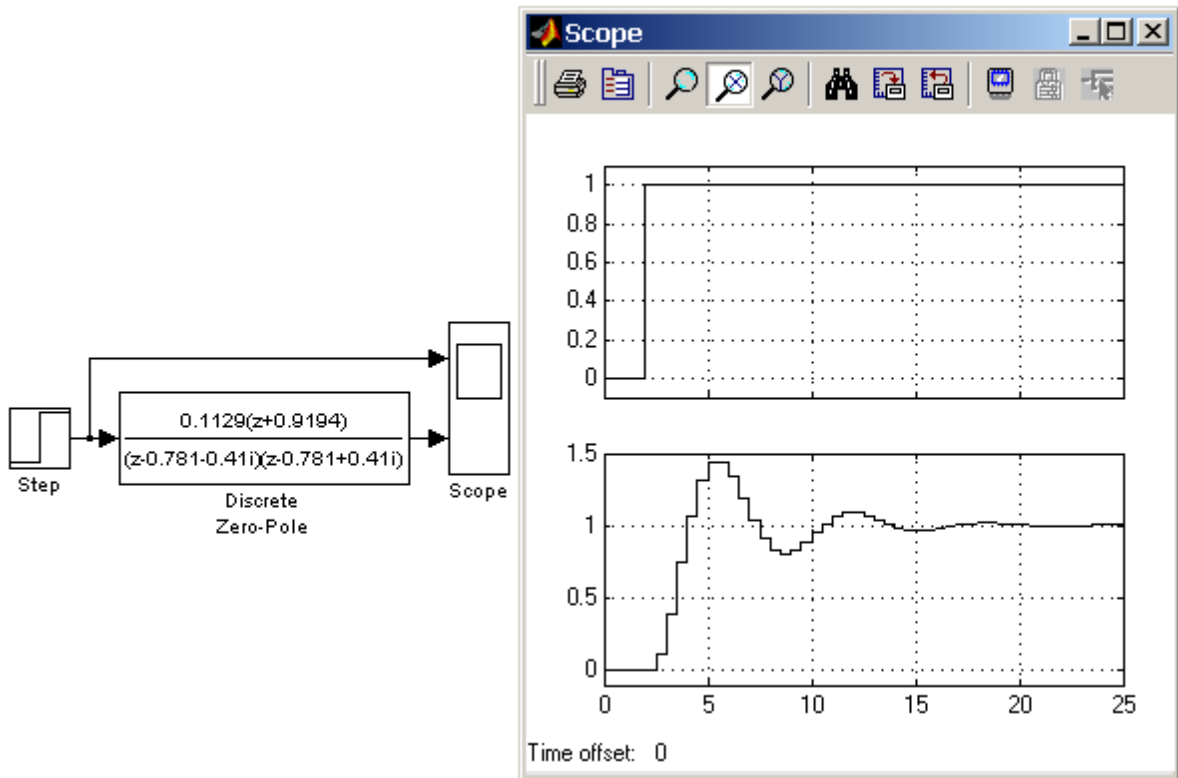 Scope
1
0.8
0.6
0.4
0.2
0
0.1129(z+0.9194)
(z-0.781-0.41i)(z-0.781+0.41i)
Step
Discrete
Zero-Pole
Scope
1.5
1
0.5
0
0 5 10 15 20 25
Time offset: 0